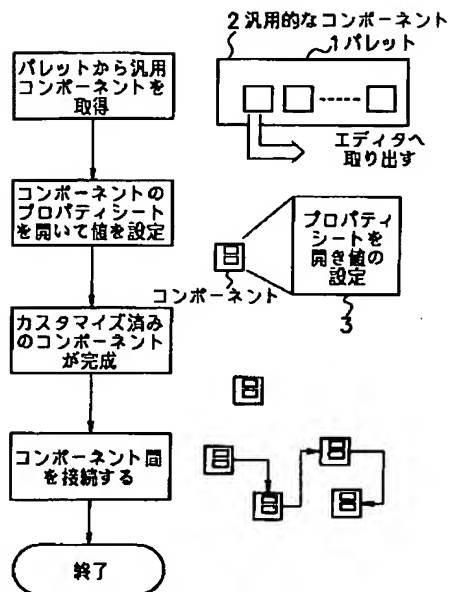 2 汎用的なコンポーネント
1 パレット
パレットから汎用
コンポーネントを
取得
エディタへ
取り出す
コンポーネントの
プロパティシート
を開いて値を設定
プロパティ
シートを
開き値の
設定
コンポーネント
3
カスタマイズ済み
のコンポーネント
が完成
コンポーネント間
を接続する
終了